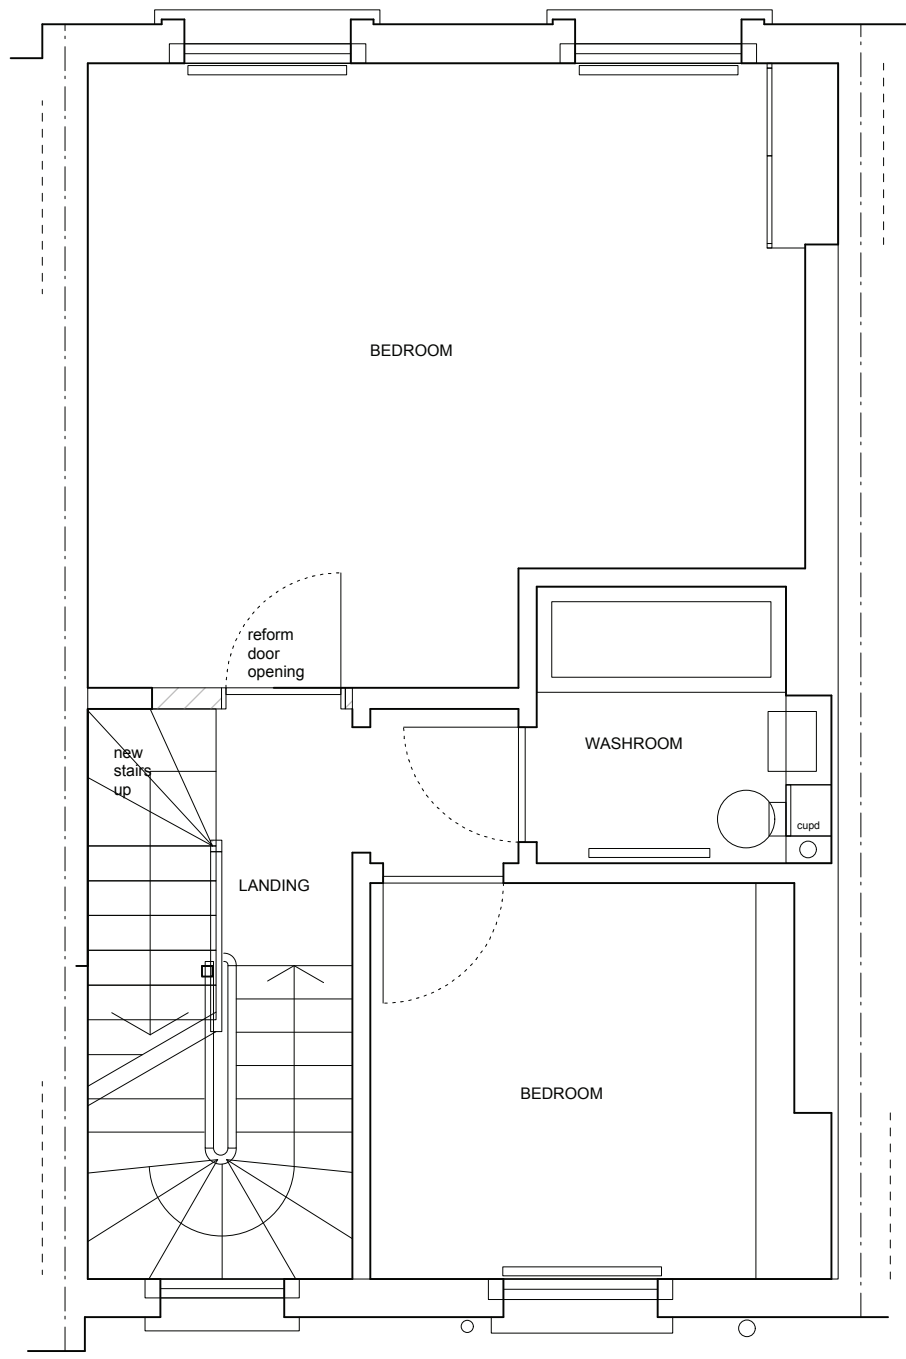 BEDROOM
reform
door
opening
new
stairs
up
WASHROOM
cupd
LANDING
BEDROOM